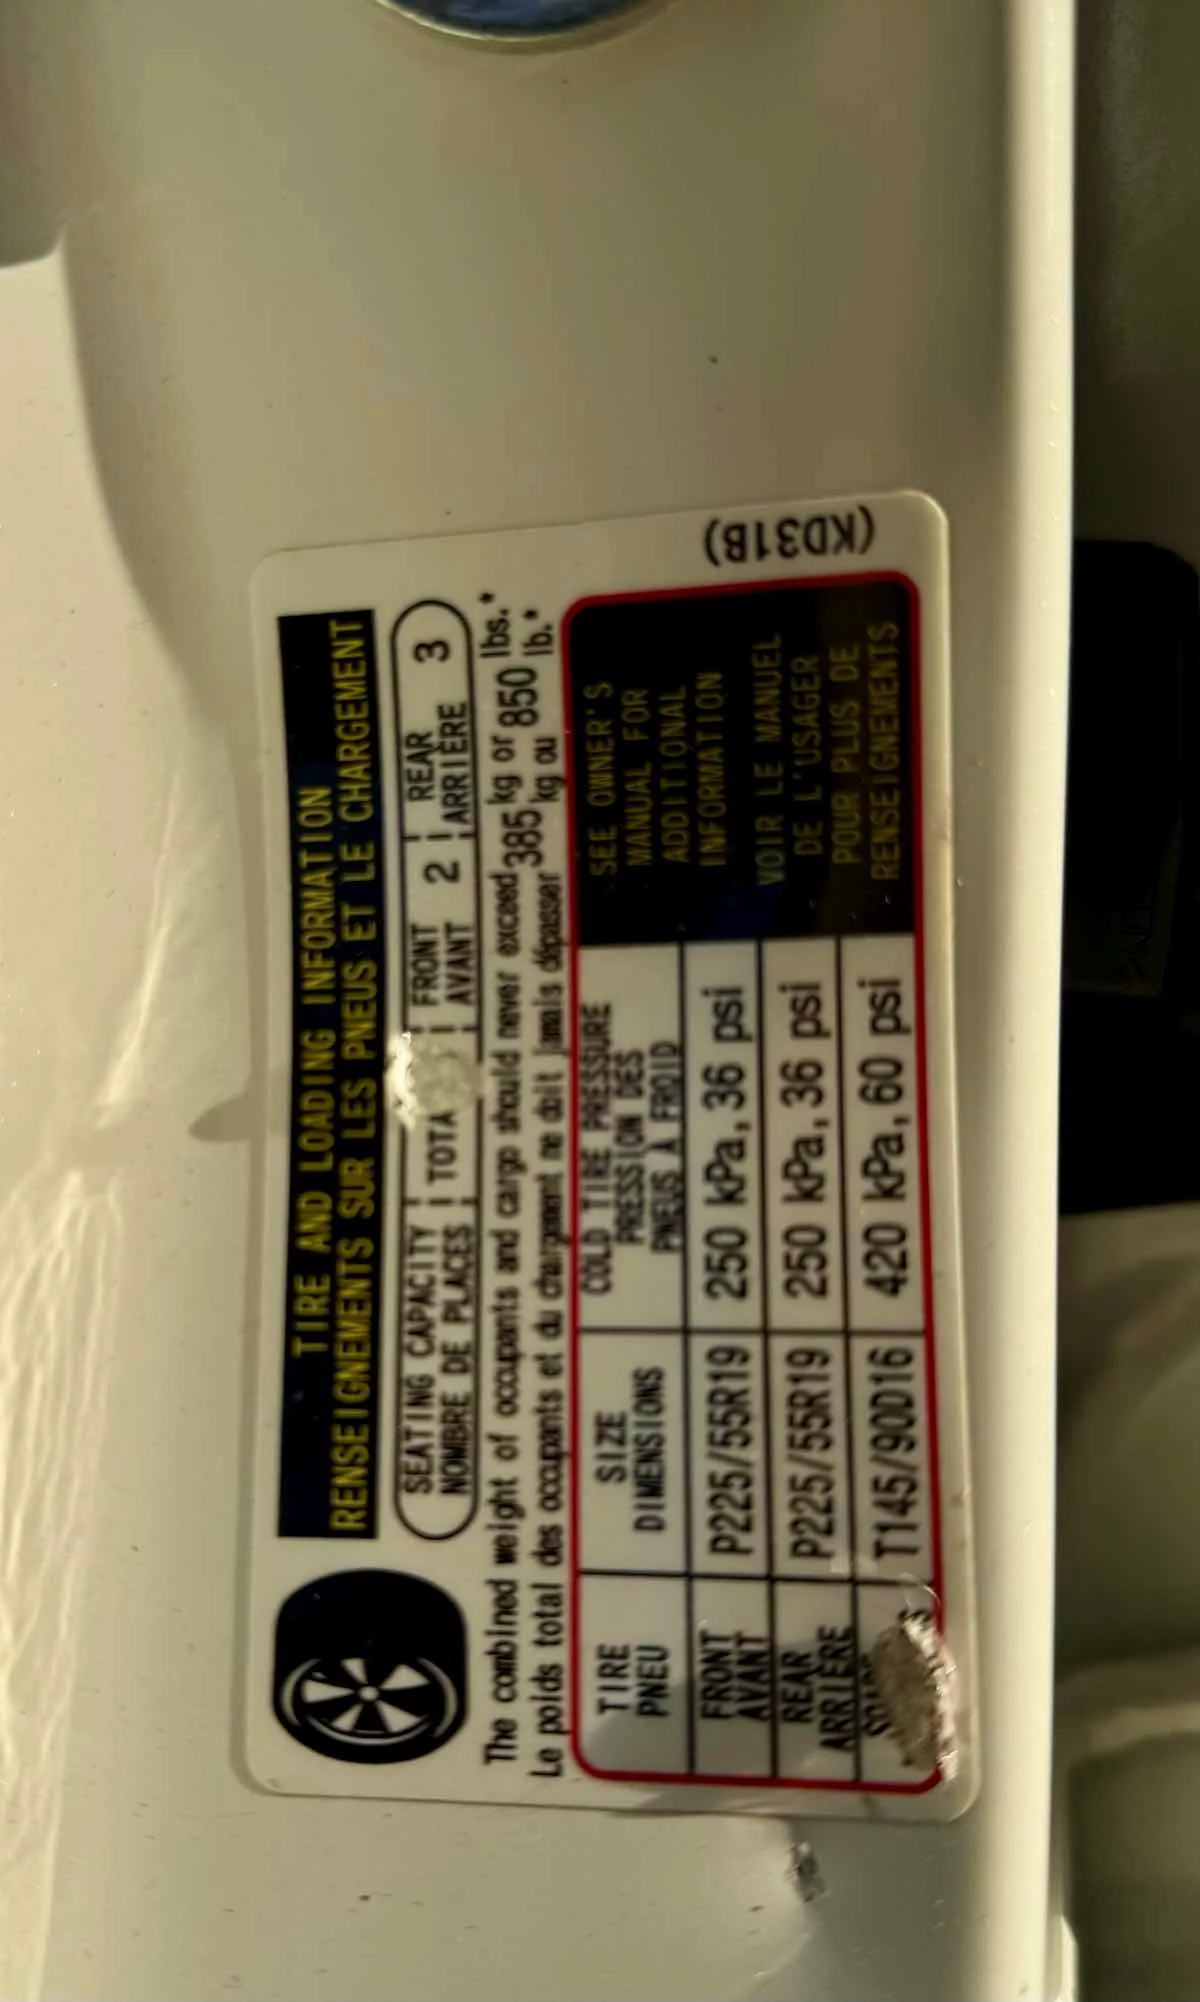 TIRE AND LOADING INFORMATION
RENSEIGNEMENTS SUR LES PNEUS ET LE CHARGEMENT
SEATING CAPACITY
NOMBRE DE PLACES
FRONT
AVANT
2
REAR
ARRIÈRE
3
The combined weight of occupants and cargo should never exceed 385 kg or 850 lbs.*
Le poids total des occupants et du chargement ne doit jamais dépasser 385 kg ou 850 lb.*
TIRE
PNEU
SIZE
DIMENSIONS
COLD TIRE PRESSURE
PRESSION DES
PNEUS À FROID
FRONT
AVANT
P225/55R19
250 kPa, 36 psi
REAR
ARRIÈRE
P225/55R19
250 kPa, 36 psi
T145/90D16
420 kPa, 60 psi
SEE OWNER'S
MANUAL FOR
ADDITIONAL
INFORMATION
VOIR LE MANUEL
DE L'USAGER
POUR PLUS DE
RENSEIGNEMENTS
(KD31B)